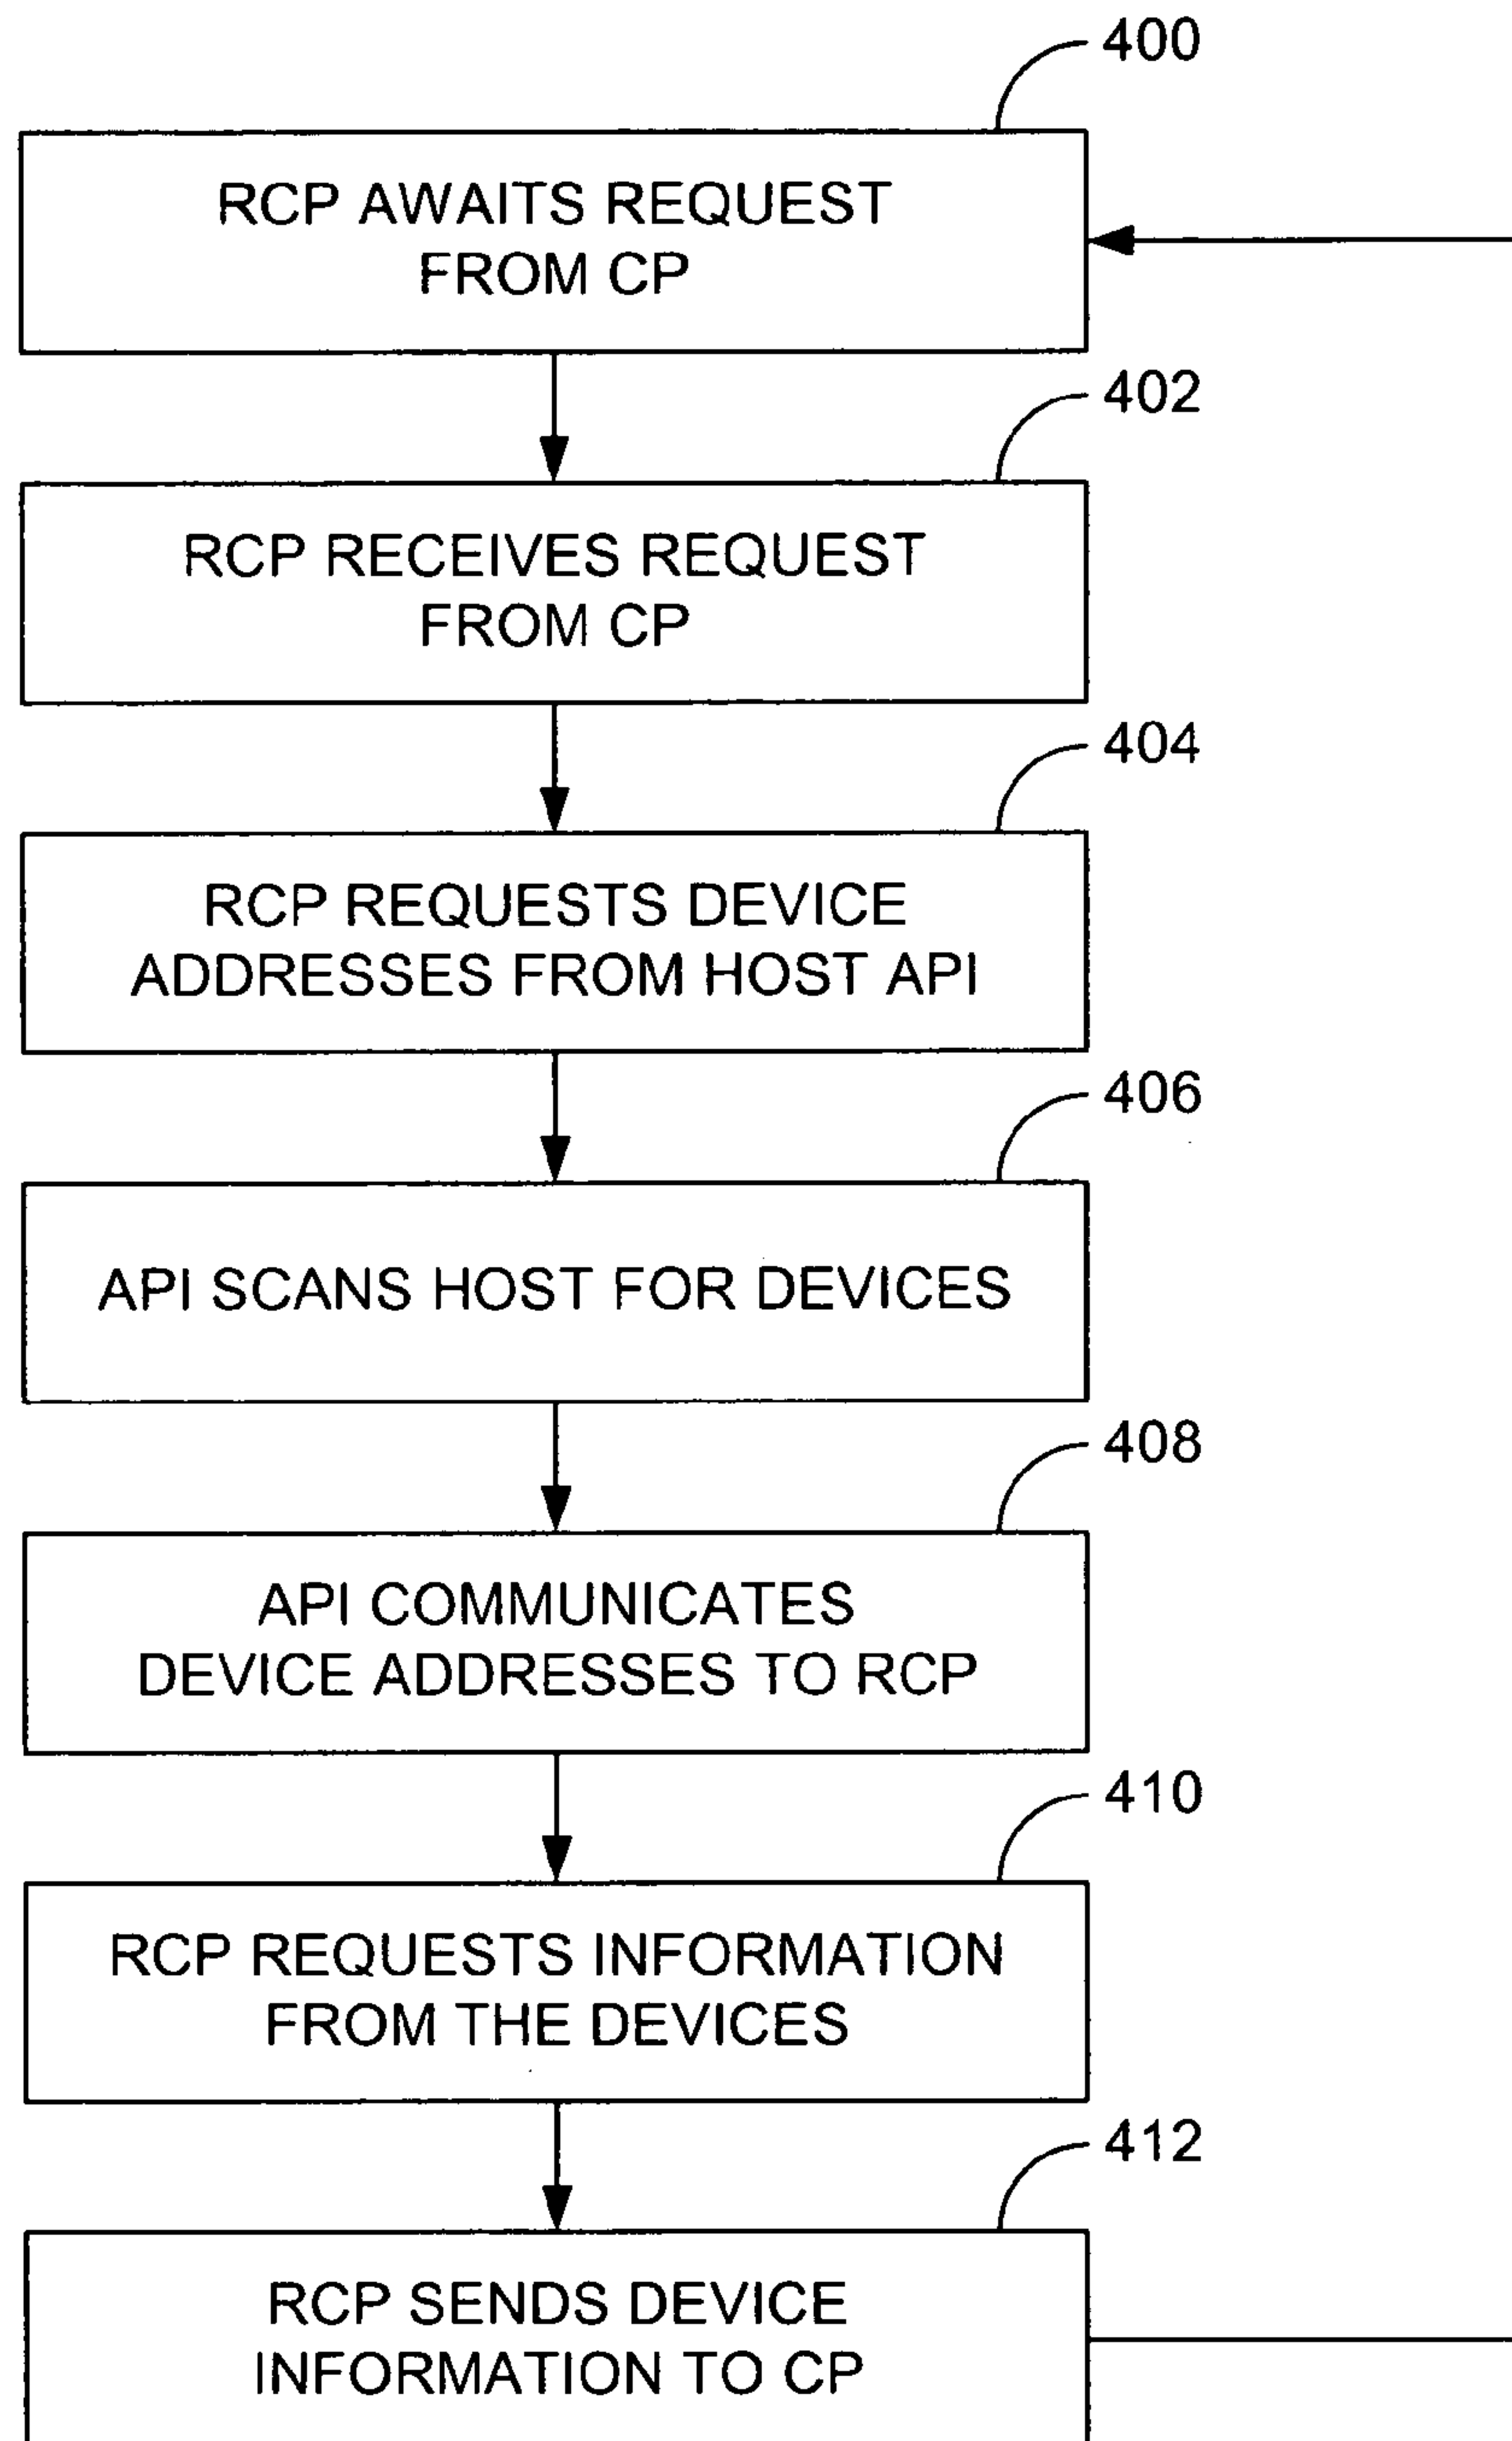 400
RCP AWAITS REQUEST
FROM CP
402
RCP RECEIVES REQUEST
FROM CP
404
RCP REQUESTS DEVICE
ADDRESSES FROM HOST API
406
API SCANS HOST FOR DEVICES
408
API COMMUNICATES
DEVICE ADDRESSES TO RCP
410
RCP REQUESTS INFORMATION
FROM THE DEVICES
412
RCP SENDS DEVICE
INFORMATION TO CP